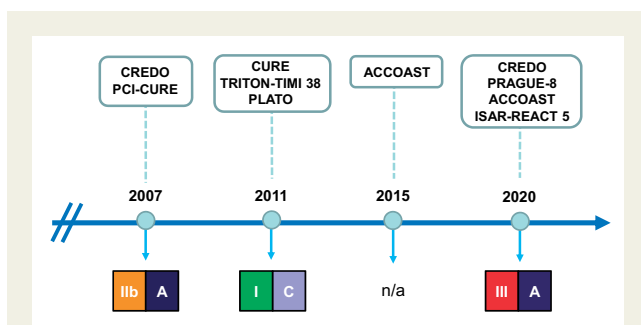 CREDO
PCI-CURE
CURE
TRITON-TIMI 38
PLATO
ACCOAST
CREDO
PRAGUE-8
ACCOAST
ISAR-REACT 5
2007
2011
2015
2020
IIb A
I C
n/a
III A